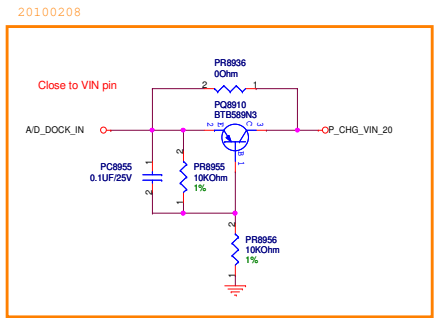 20100208
PR8936
0Ohm
Close to VIN pin
2
1
PQ8910
BTB589N3
A/D_DOCK_IN
2
E
C
3
P_CHG_VIN_20
B
1
1
2
PC8955
0.1UF/25V
2
1
PR8955
10KOhm
1%
2
1
PR8956
10KOhm
1%